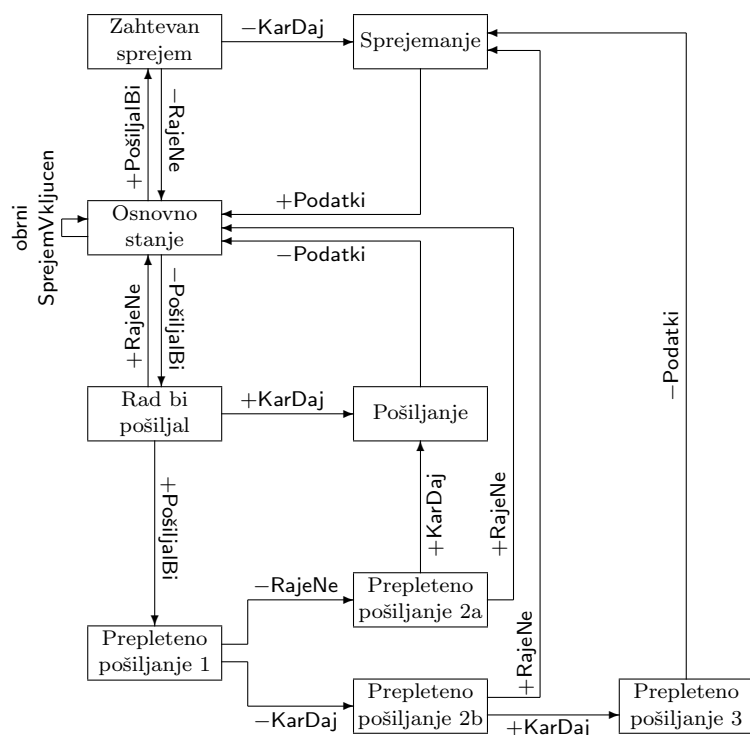 Zahtevan
sprejem
−KarDaj
Sprejemanje
+PošiljalBi
−RajeNe
+Podatki
obrni
SprejemVkljucen
Osnovno
stanje
−Podatki
+RajeNe
−PošiljalBi
−Podatki
Rad bi
pošiljal
+KarDaj
Pošiljanje
+PošiljalBi
+KarDaj
+RajeNe
−RajeNe
Prepleteno
pošiljanje 2a
Prepleteno
pošiljanje 1
+RajeNe
−KarDaj
Prepleteno
pošiljanje 2b
+KarDaj
Prepleteno
pošiljanje 3